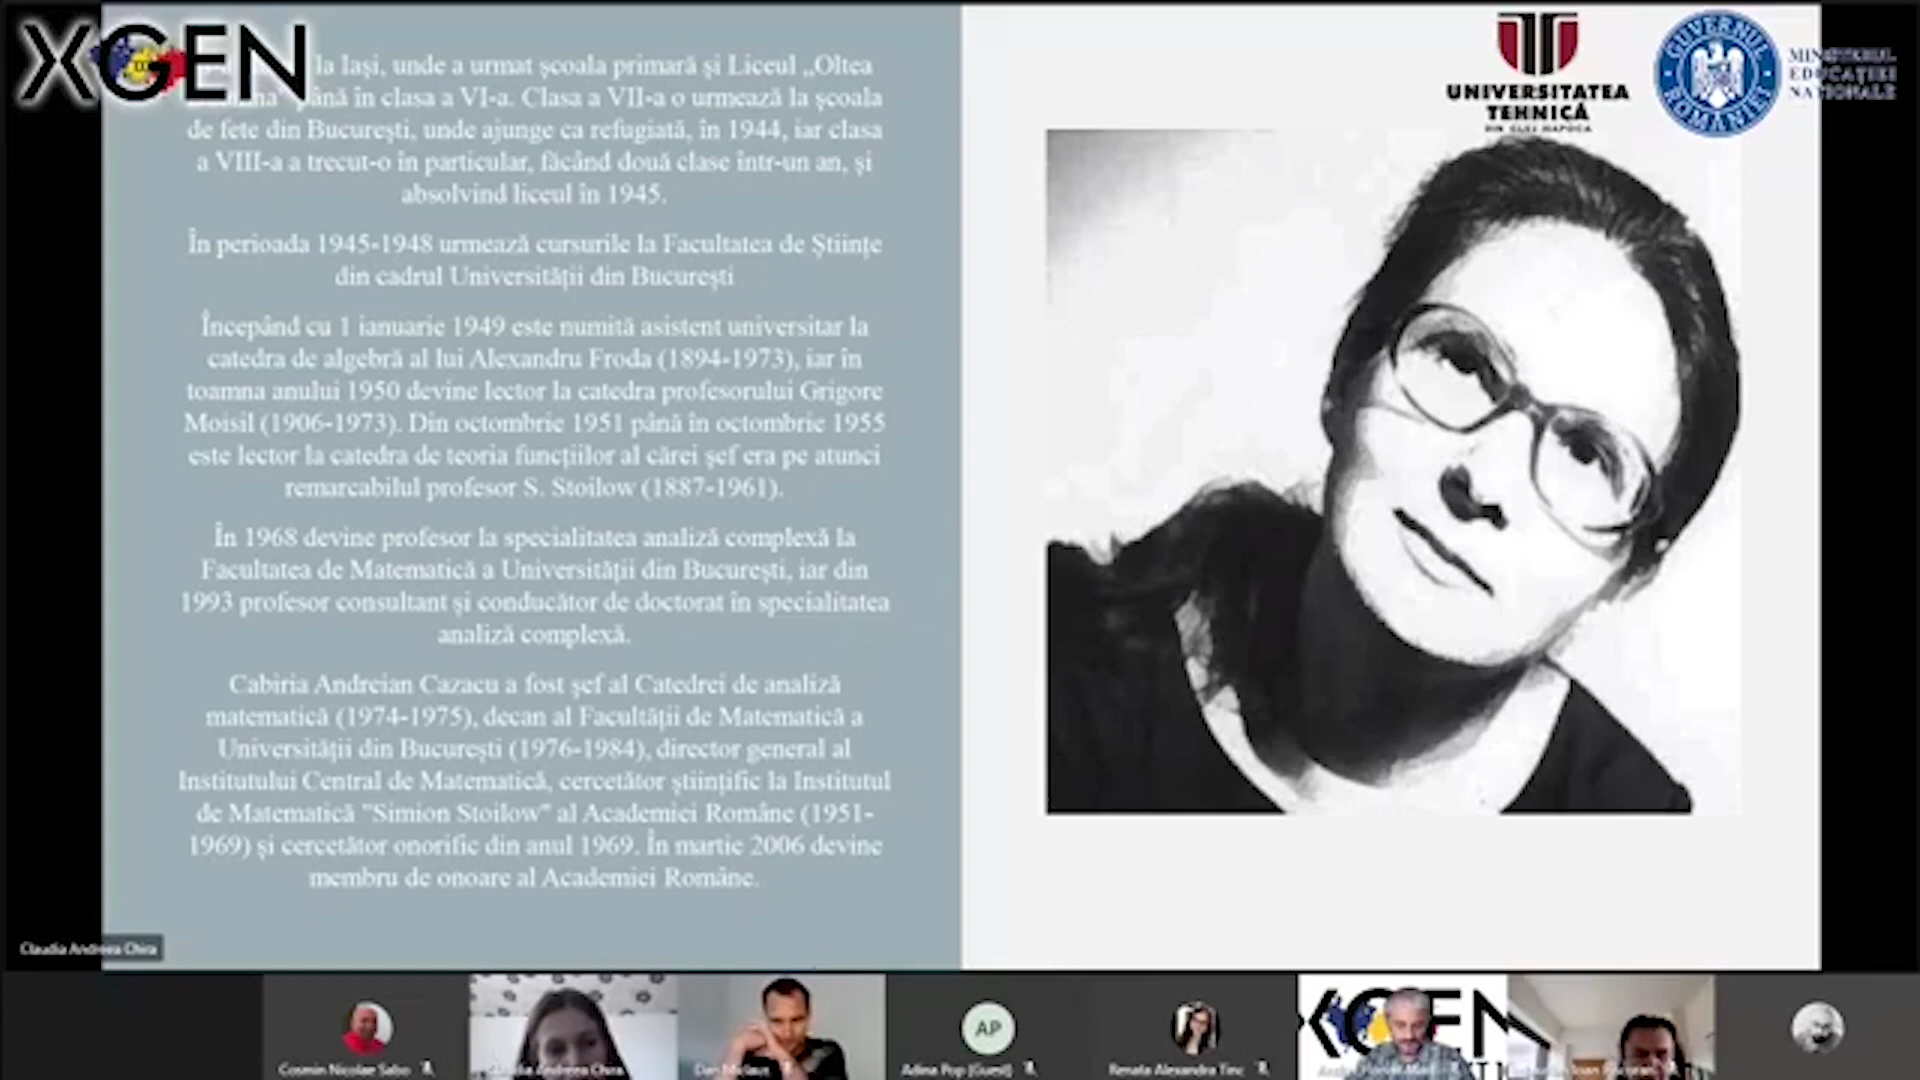 XGEN
la Iași, unde a urmat școala primară și Liceul „Oltea
până în clasa a VI-a. Clasa a VII-a o urmează la școala
de fete din București, unde ajunge ca refugiată, în 1944, iar clasa
a VIII-a a trecut-o în particular, făcând două clase într-un an, și
absolvind liceul în 1945.
În perioada 1945-1948 urmează cursurile la Facultatea de Științe
din cadrul Universității din București
Începând cu 1 ianuarie 1949 este numită asistent universitar la
catedra de algebră al lui Alexandru Froda (1894-1973), iar în
toamna anului 1950 devine lector la catedra profesorului Grigore
Moisil (1906-1973). Din octombrie 1951 până în octombrie 1955
este lector la catedra de teoria funcțiilor al cărei șef era pe atunci
remarcabilul profesor S. Stoilow (1887-1961).
În 1968 devine profesor la specialitatea analiză complexă la
Facultatea de Matematică a Universității din București, iar din
1993 profesor consultant și conducător de doctorat în specialitatea
analiză complexă.
Cabiria Andreian Cazacu a fost șef al Catedrei de analiză
matematică (1974-1975), decan al Facultății de Matematică a
Universității din București (1976-1984), director general al
Institutului Central de Matematică, cercetător științific la Institutul
de Matematică "Simion Stoilow" al Academiei Române (1951-
1969) și cercetător onorific din anul 1969. În martie 2006 devine
membru de onoare al Academiei Române.
UNIVERSITATEA
TEHNICĂ
DIN CLUJ-NAPOCA
GUVERNUL ROMÂNIEI
MINISTERUL
EDUCAȚIEI
NAȚIONALE
Claudia Andreea Chira
Cosmin Nicolae Sabo
Claudia Andreea Chira
Dan Miclaus
AP
Adina Pop (Guest)
Renata Alexandra Tinc
XGEN